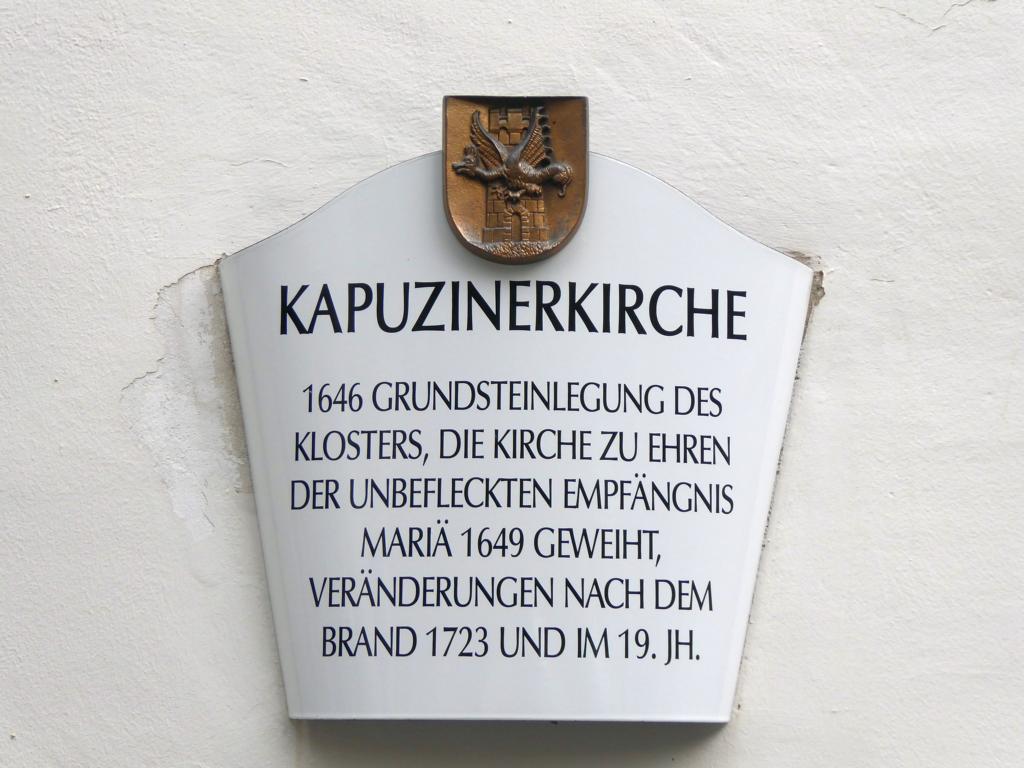 KAPUZINERKIRCHE
1646 GRUNDSTEINLEGUNG DES
KLOSTERS, DIE KIRCHE ZU EHREN
DER UNBEFLECKTEN EMPFÄNGNIS
MARIÄ 1649 GEWEIHT,
VERÄNDERUNGEN NACH DEM
BRAND 1723 UND IM 19. JH.